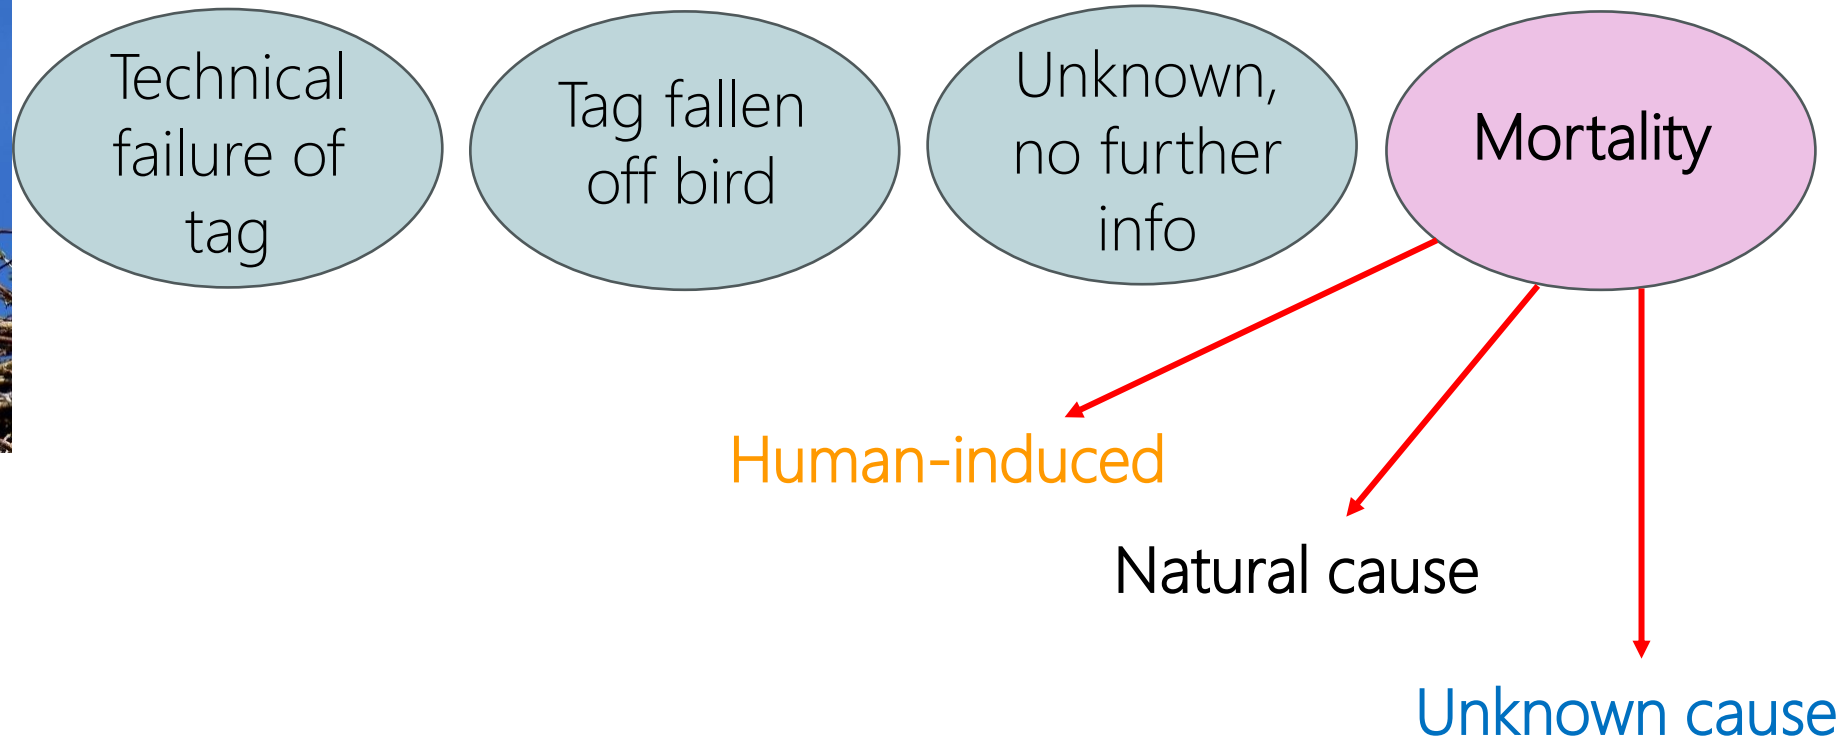 Technical
failure of
tag
Tag fallen
off bird
Unknown,
no further
info
Mortality
Human-induced
Natural cause
Unknown cause